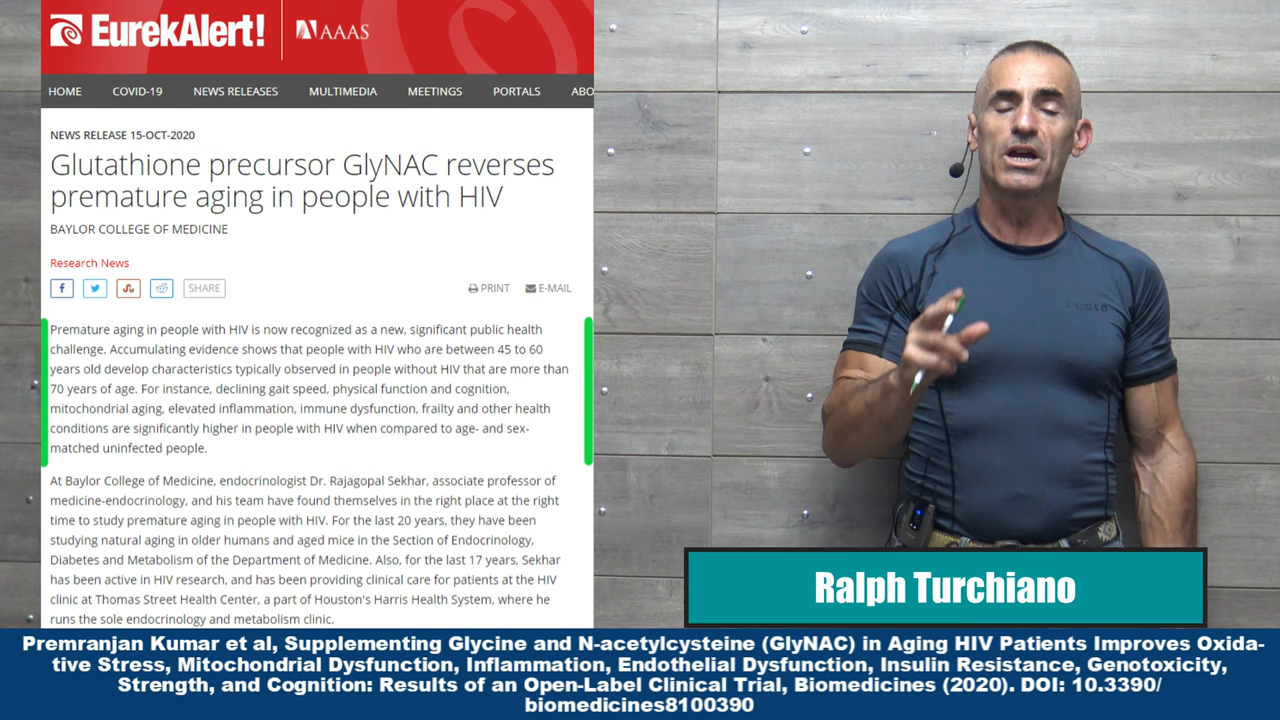 EurekAlert!
AAAS
HOME COVID-19 NEWS RELEASES MULTIMEDIA MEETINGS PORTALS ABO
NEWS RELEASE 15-OCT-2020
Glutathione precursor GlyNAC reverses
premature aging in people with HIV
BAYLOR COLLEGE OF MEDICINE
Research News
SHARE
PRINT E-MAIL
Premature aging in people with HIV is now recognized as a new, significant public health
challenge. Accumulating evidence shows that people with HIV who are between 45 to 60
years old develop characteristics typically observed in people without HIV that are more than
70 years of age. For instance, declining gait speed, physical function and cognition,
mitochondrial aging, elevated inflammation, immune dysfunction, frailty and other health
conditions are significantly higher in people with HIV when compared to age- and sex-
matched uninfected people.
At Baylor College of Medicine, endocrinologist Dr. Rajagopal Sekhar, associate professor of
medicine-endocrinology, and his team have found themselves in the right place at the right
time to study premature aging in people with HIV. For the last 20 years, they have been
studying natural aging in older humans and aged mice in the Section of Endocrinology,
Diabetes and Metabolism of the Department of Medicine. Also, for the last 17 years, Sekhar
has been active in HIV research, and has been providing clinical care for patients at the HIV
clinic at Thomas Street Health Center, a part of Houston's Harris Health System, where he
runs the sole endocrinology and metabolism clinic.
Ralph Turchiano
Premranjan Kumar et al, Supplementing Glycine and N-acetylcysteine (GlyNAC) in Aging HIV Patients Improves Oxida-
tive Stress, Mitochondrial Dysfunction, Inflammation, Endothelial Dysfunction, Insulin Resistance, Genotoxicity,
Strength, and Cognition: Results of an Open-Label Clinical Trial, Biomedicines (2020). DOI: 10.3390/
biomedicines8100390